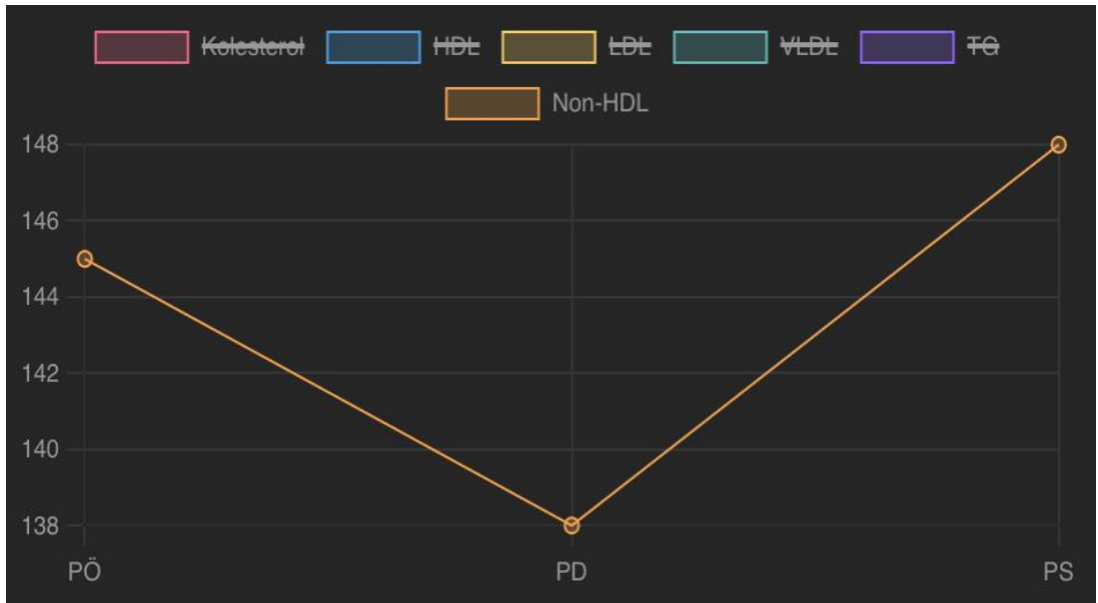 Kolesterol HDL LDL VLDL TG
Non-HDL
148
146
144
142
140
138
PÖ PD PS